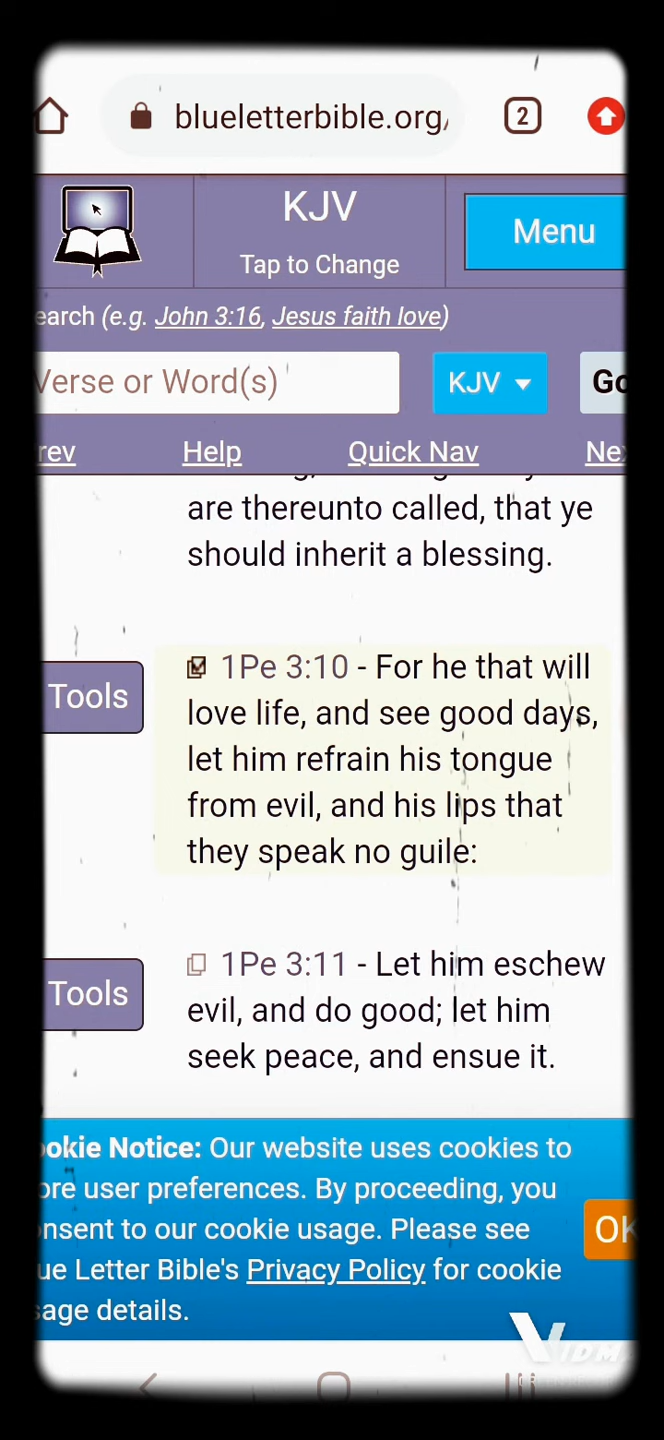 blueletterbible.org/
2
KJV
Tap to Change
Menu
earch (e.g. John 3:16, Jesus faith love)
Verse or Word(s)
KJV
Go
rev
Help
Quick Nav
Nex
are thereunto called, that ye
should inherit a blessing.
Tools
1Pe 3:10 - For he that will
love life, and see good days,
let him refrain his tongue
from evil, and his lips that
they speak no guile:
Tools
1Pe 3:11 - Let him eschew
evil, and do good; let him
seek peace, and ensue it.
ookie Notice: Our website uses cookies to
ore user preferences. By proceeding, you
onsent to our cookie usage. Please see
ue Letter Bible's Privacy Policy for cookie
sage details.
OK
VIDM